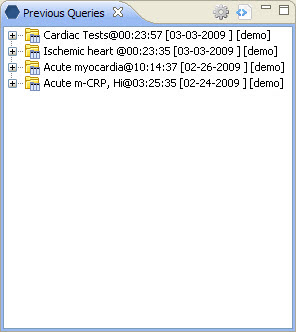 Previous Queries
Cardiac Tests@00:23:57 [03-03-2009 ] [demo]
Ischemic heart @00:23:35 [03-03-2009 ] [demo]
Acute myocardia@10:14:37 [02-26-2009 ] [demo]
Acute m-CRP, Hi@03:25:35 [02-24-2009 ] [demo]